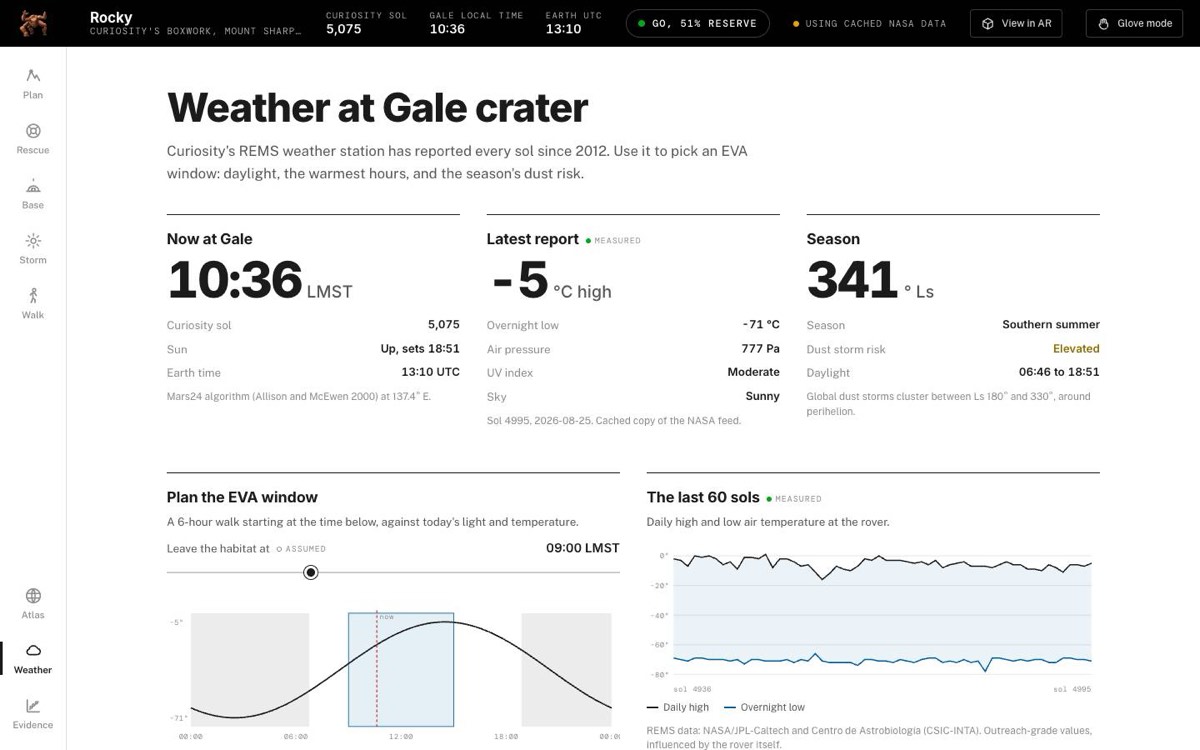 Rocky
CURIOSITY'S BOXWORK, MOUNT SHARP…
CURIOSITY SOL
5,075
GALE LOCAL TIME
10:36
EARTH UTC
13:10
GO, 51% RESERVE
USING CACHED NASA DATA
View in AR
Glove mode
Plan
Rescue
Base
Storm
Walk
Atlas
Weather
Evidence
Weather at Gale crater
Curiosity's REMS weather station has reported every sol since 2012. Use it to pick an EVA
window: daylight, the warmest hours, and the season's dust risk.
Now at Gale
10:36 LMST
Curiosity sol 5,075
Sun Up, sets 18:51
Earth time 13:10 UTC
Mars24 algorithm (Allison and McEwen 2000) at 137.4° E.
Latest report MEASURED
-5 °C high
Overnight low -71 °C
Air pressure 777 Pa
UV index Moderate
Sky Sunny
Sol 4995, 2026-08-25. Cached copy of the NASA feed.
Season
341 ° Ls
Season Southern summer
Dust storm risk Elevated
Daylight 06:46 to 18:51
Global dust storms cluster between Ls 180° and 330°, around
perihelion.
Plan the EVA window
A 6-hour walk starting at the time below, against today's light and temperature.
Leave the habitat at ASSUMED 09:00 LMST
-5°
now
-71°
00:00 06:00 12:00 18:00 00:0
The last 60 sols MEASURED
Daily high and low air temperature at the rover.
0°
-20°
-40°
-60°
-80°
sol 4936 sol 4995
Daily high Overnight low
REMS data: NASA/JPL-Caltech and Centro de Astrobiologia (CSIC-INTA). Outreach-grade values,
influenced by the rover itself.